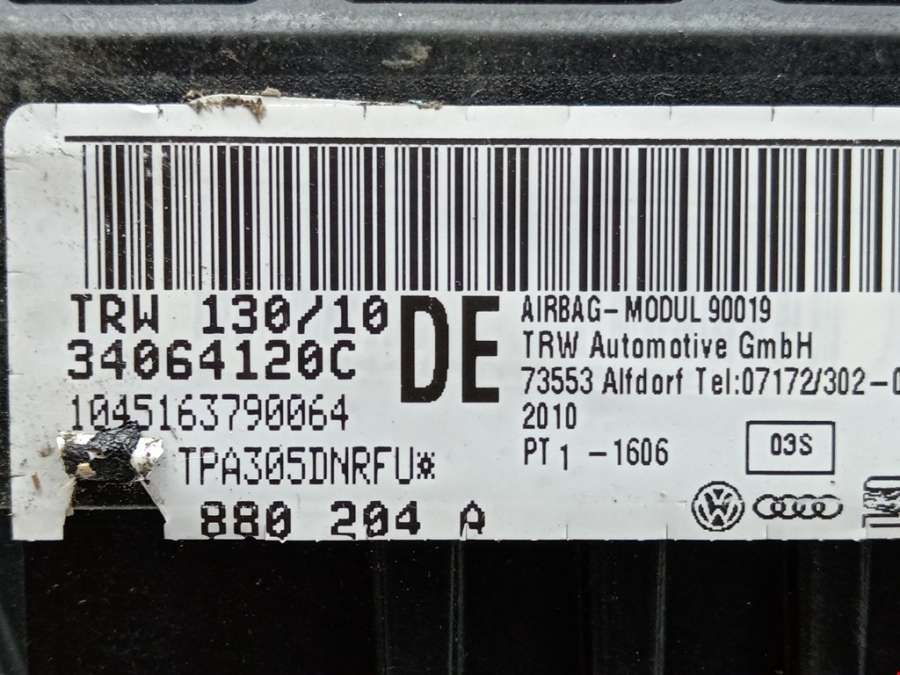 TRW 130/10
34064120C
1045163790064
TPA305DNRFU*
880 204 A
DE
AIRBAG-MODUL 90019
TRW Automotive GmbH
73553 Alfdorf Tel:07172/302-0
2010
PT 1 -1606
03S